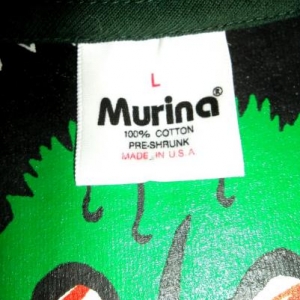 L
Murina®
100% COTTON
PRE-SHRUNK
MADE IN U.S.A